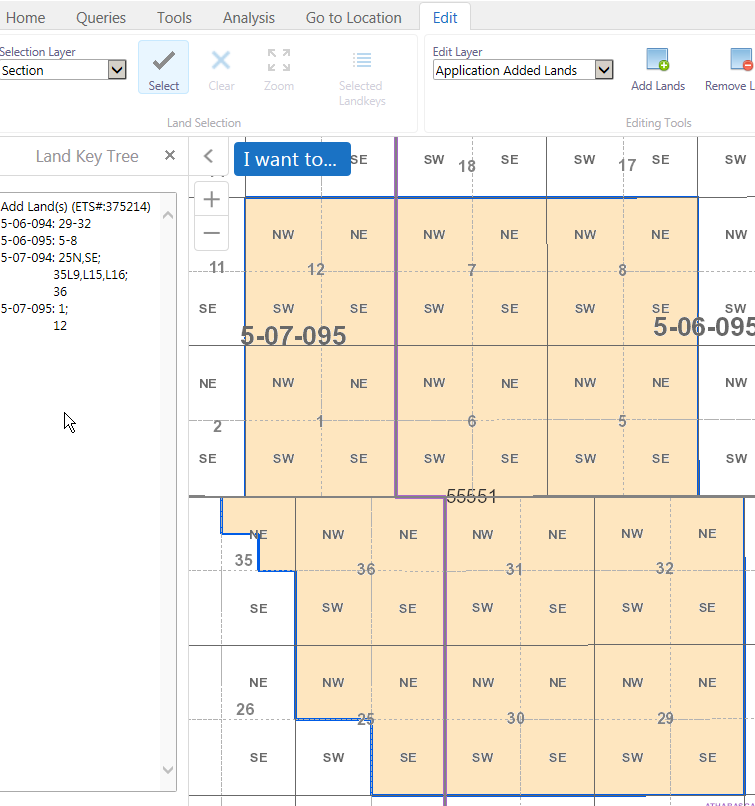 Home Queries Tools Analysis Go to Location Edit
Selection Layer
Section
Select
Clear
Zoom
Selected
Landkeys
Land Selection
Edit Layer
Application Added Lands
Add Lands
Remove L
Editing Tools
Land Key Tree
Add Land(s) (ETS#:375214)
5-06-094: 29-32
5-06-095: 5-8
5-07-094: 25N,SE;
35L9,L15,L16;
36
5-07-095: 1;
12
I want to...
SE SW 18 SE SW 17 SE SW
NW NE NW NE NW NE NW
11 12 7 8
SE SW SE SW SE SW SE SW
5-07-095 5-06-095
NE NW NE NW NE NW NE NW
2 1 6 5
SE SW SE SW SE SW SE SW
55551
NE NW NE NW NE NW NE
35 36 31 32
SE SW SE SW SE SW SE
NE NW NE NW NE NW NE
26 25 30 29
SE SW SE SW SE SW SE